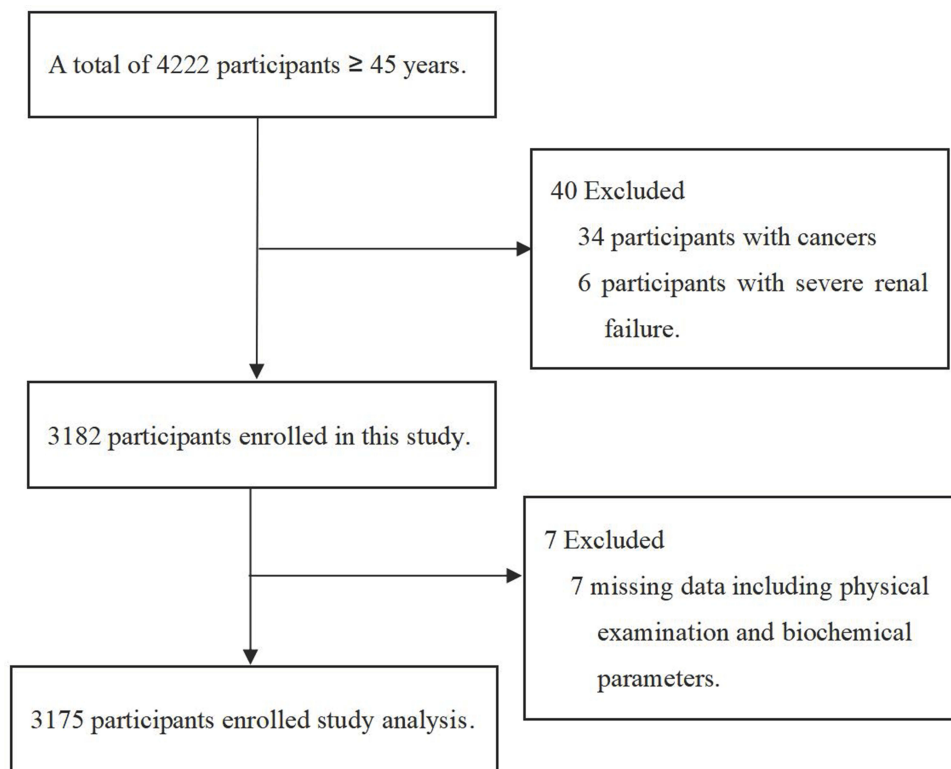 A total of 4222 participants ≥ 45 years.
40 Excluded
34 participants with cancers
6 participants with severe renal
failure.
3182 participants enrolled in this study.
7 Excluded
7 missing data including physical
examination and biochemical
parameters.
3175 participants enrolled study analysis.